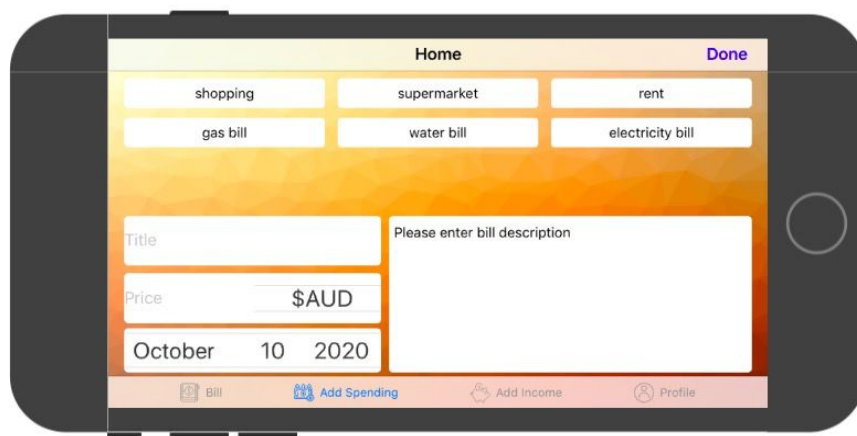 Home Done
shopping supermarket rent
gas bill water bill electricity bill
Title
Please enter bill description
Price $AUD
October 10 2020
Bill Add Spending Add Income Profile